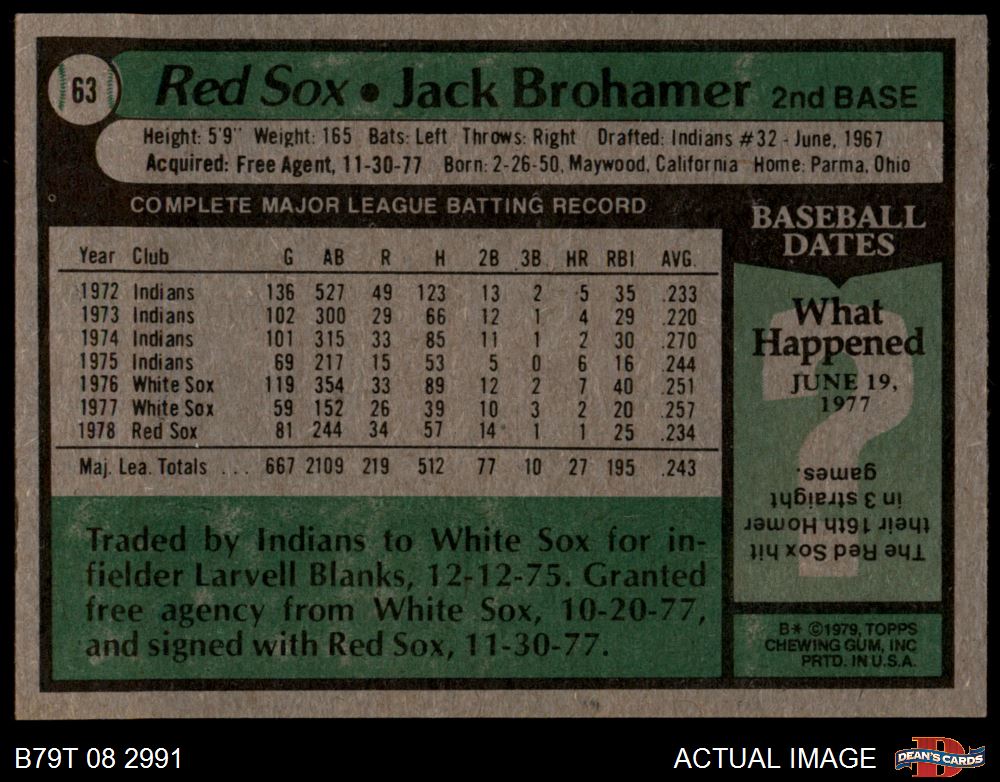 63
Red Sox • Jack Brohamer 2nd BASE
Height: 5'9" Weight: 165 Bats: Left Throws: Right Drafted: Indians #32 - June, 1967
Acquired: Free Agent, 11-30-77 Born: 2-26-50, Maywood, California Home: Parma, Ohio
COMPLETE MAJOR LEAGUE BATTING RECORD
Year Club G AB R H 2B 3B HR RBI AVG.
1972 Indians 136 527 49 123 13 2 5 35 .233
1973 Indians 102 300 29 66 12 1 4 29 .220
1974 Indians 101 315 33 85 11 1 2 30 .270
1975 Indians 69 217 15 53 5 0 6 16 .244
1976 White Sox 119 354 33 89 12 2 7 40 .251
1977 White Sox 59 152 26 39 10 3 2 20 .257
1978 Red Sox 81 244 34 57 14 1 1 25 .234
Maj. Lea. Totals ... 667 2109 219 512 77 10 27 195 .243
Traded by Indians to White Sox for in-
fielder Larvell Blanks, 12-12-75. Granted
free agency from White Sox, 10-20-77,
and signed with Red Sox, 11-30-77.
BASEBALL
DATES
What
Happened
JUNE 19,
1977
?
The Red Sox hit
their 16th Homer
in 3 straight
games.
B* ©1979, TOPPS
CHEWING GUM, INC
PRTD. IN U.S.A.
B79T 08 2991
ACTUAL IMAGE
DEAN'S CARDS